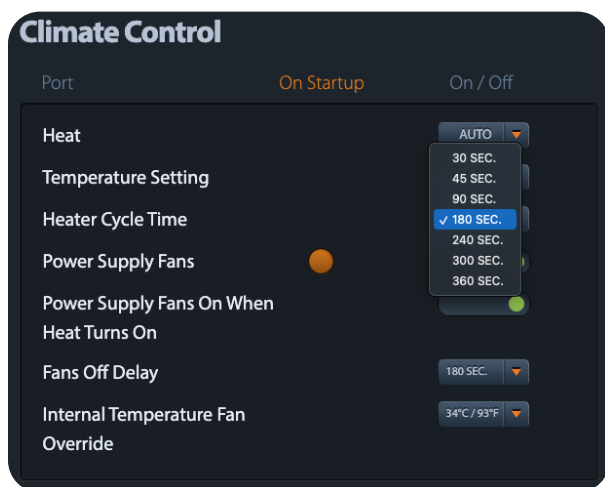 Climate Control
Port On Startup On / Off
Heat AUTO
30 SEC.
Temperature Setting 45 SEC.
90 SEC.
Heater Cycle Time ✓ 180 SEC.
240 SEC.
Power Supply Fans 300 SEC.
360 SEC.
Power Supply Fans On When
Heat Turns On
Fans Off Delay 180 SEC.
Internal Temperature Fan 34°C / 93°F
Override